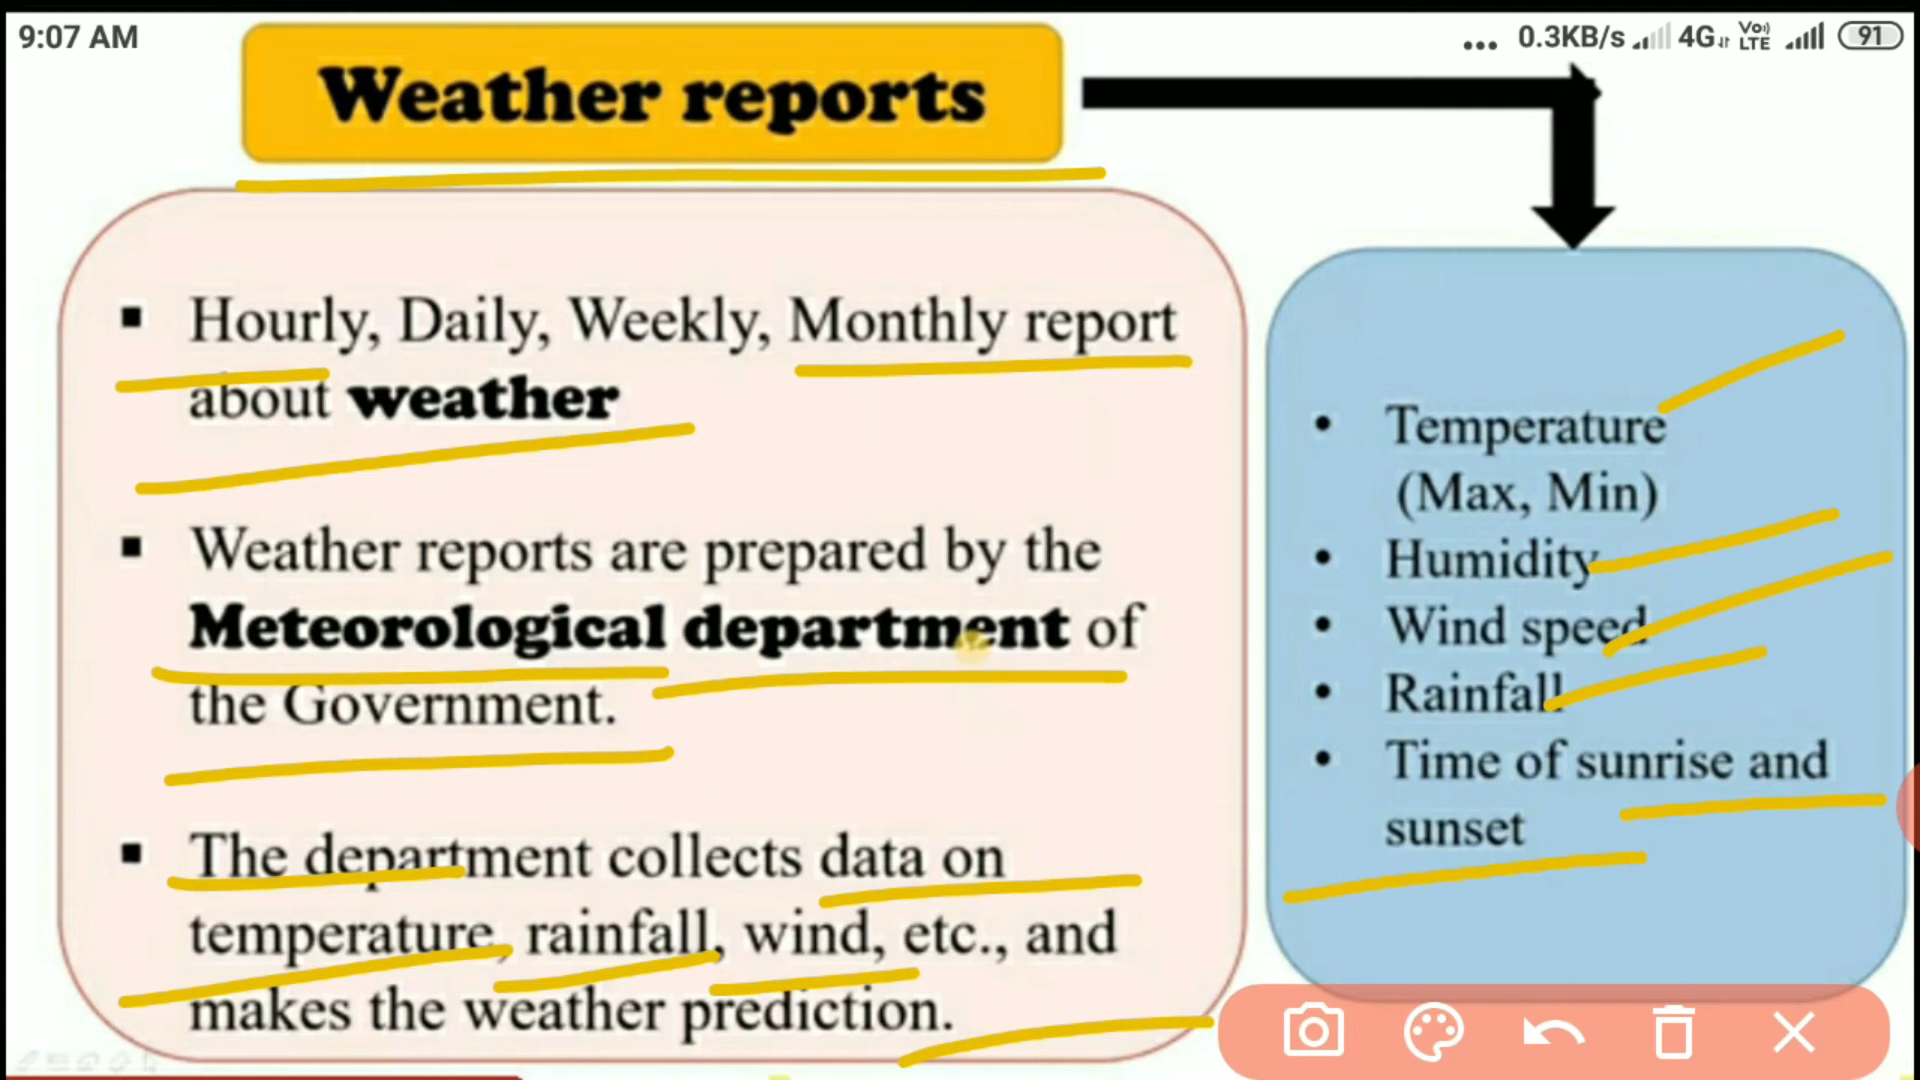 9:07 AM
... 0.3KB/s 4G Vo) LTE 91
Weather reports
▪ Hourly, Daily, Weekly, Monthly report
about weather
▪ Weather reports are prepared by the
Meteorological department of
the Government.
▪ The department collects data on
temperature, rainfall, wind, etc., and
makes the weather prediction.
• Temperature
(Max, Min)
• Humidity
• Wind speed
• Rainfall
• Time of sunrise and
sunset